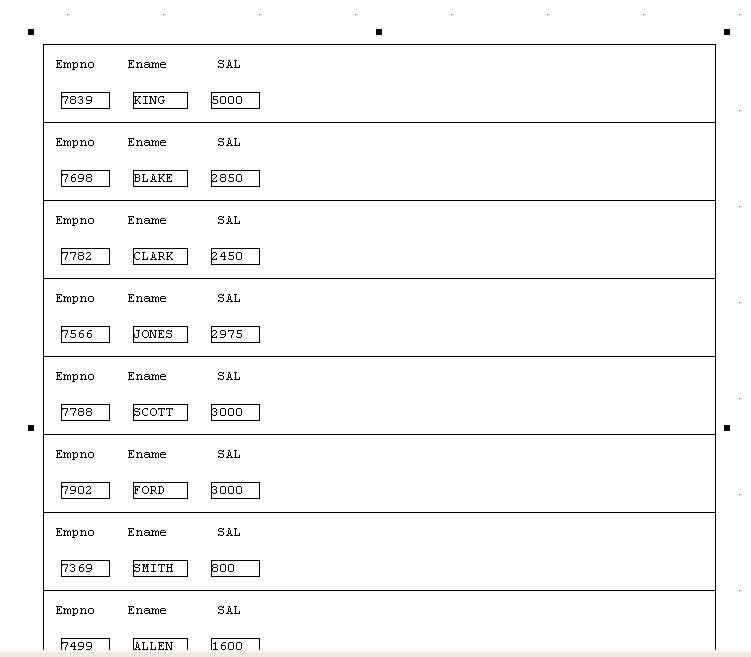 Empno Ename SAL
7839 KING 5000
Empno Ename SAL
7698 BLAKE 2850
Empno Ename SAL
7782 CLARK 2450
Empno Ename SAL
7566 JONES 2975
Empno Ename SAL
7788 SCOTT 3000
Empno Ename SAL
7902 FORD 3000
Empno Ename SAL
7369 SMITH 800
Empno Ename SAL
7499 ALLEN 1600